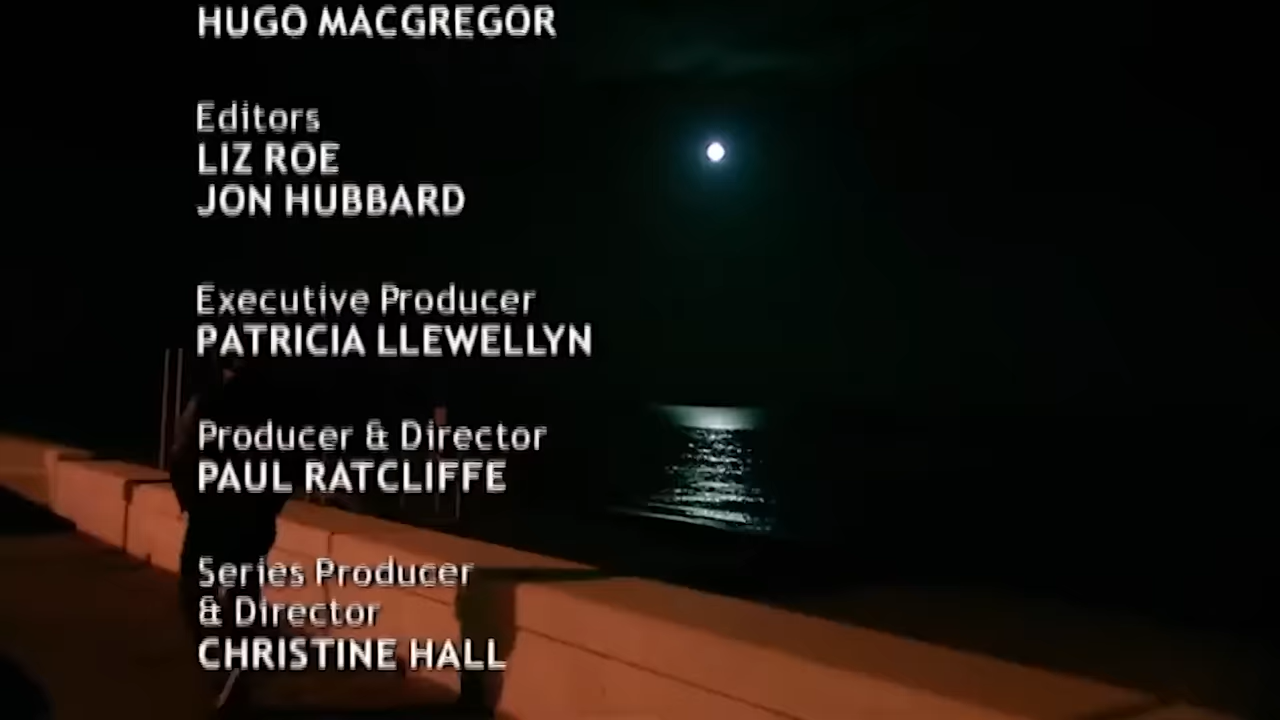 HUGO MACGREGOR
Editors
LIZ ROE
JON HUBBARD
Executive Producer
PATRICIA LLEWELLYN
Producer & Director
PAUL RATCLIFFE
Series Producer
& Director
CHRISTINE HALL